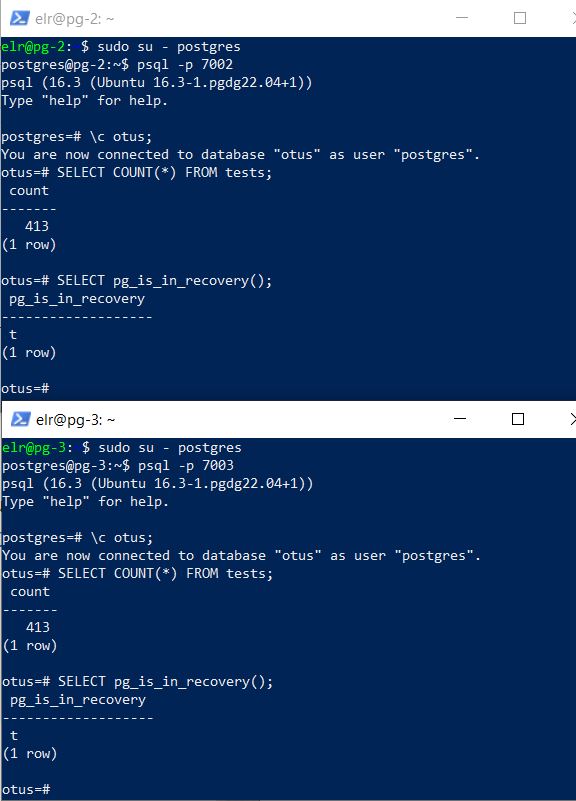 elr@pg-2: ~
elr@pg-2: $ sudo su - postgres
postgres@pg-2:~$ psql -p 7002
psql (16.3 (Ubuntu 16.3-1.pgdg22.04+1))
Type "help" for help.
postgres=# \c otus;
You are now connected to database "otus" as user "postgres".
otus=# SELECT COUNT(*) FROM tests;
count
-------
413
(1 row)
otus=# SELECT pg_is_in_recovery();
pg_is_in_recovery
-------------------
t
(1 row)
otus=#
elr@pg-3: ~
elr@pg-3: $ sudo su - postgres
postgres@pg-3:~$ psql -p 7003
psql (16.3 (Ubuntu 16.3-1.pgdg22.04+1))
Type "help" for help.
postgres=# \c otus;
You are now connected to database "otus" as user "postgres".
otus=# SELECT COUNT(*) FROM tests;
count
-------
413
(1 row)
otus=# SELECT pg_is_in_recovery();
pg_is_in_recovery
-------------------
t
(1 row)
otus=#